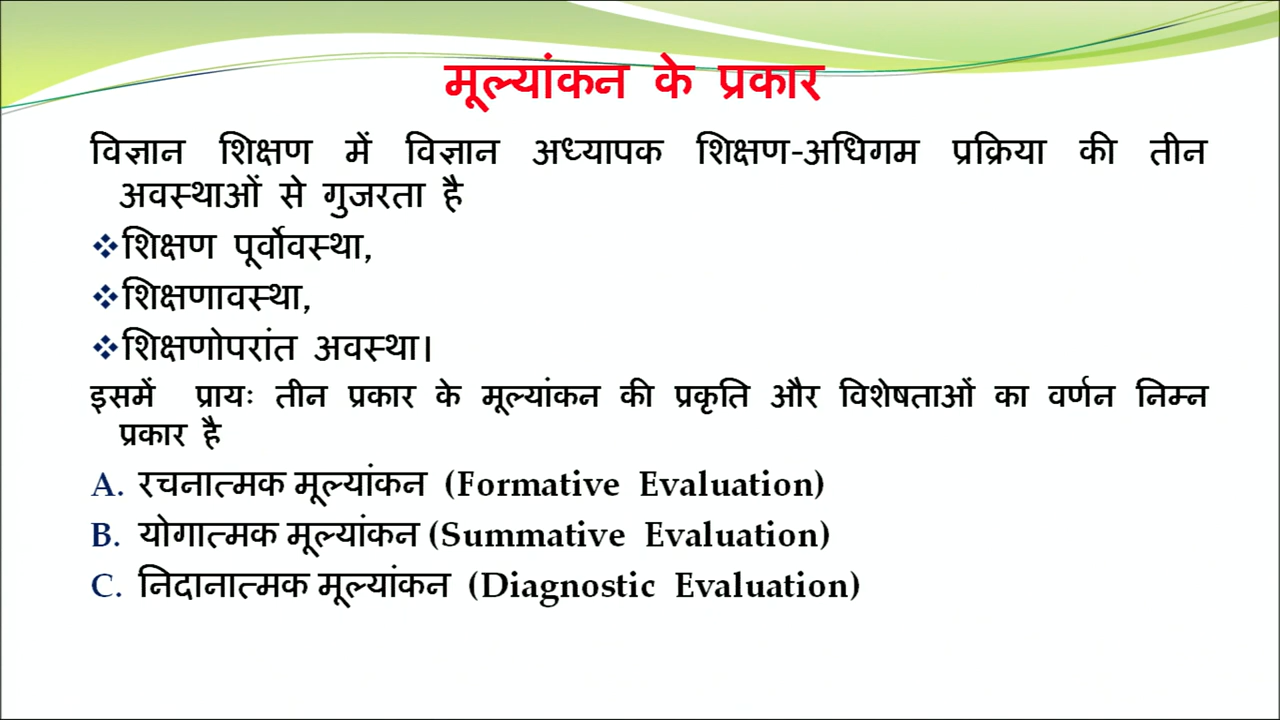 मूल्यांकन के प्रकार
विज्ञान शिक्षण में विज्ञान अध्यापक शिक्षण-अधिगम प्रक्रिया की तीन
अवस्थाओं से गुजरता है
❖शिक्षण पूर्वोवस्था,
❖शिक्षणावस्था,
❖शिक्षणोपरांत अवस्था।
इसमें प्रायः तीन प्रकार के मूल्यांकन की प्रकृति और विशेषताओं का वर्णन निम्न
प्रकार है
A. रचनात्मक मूल्यांकन (Formative Evaluation)
B. योगात्मक मूल्यांकन (Summative Evaluation)
C. निदानात्मक मूल्यांकन (Diagnostic Evaluation)